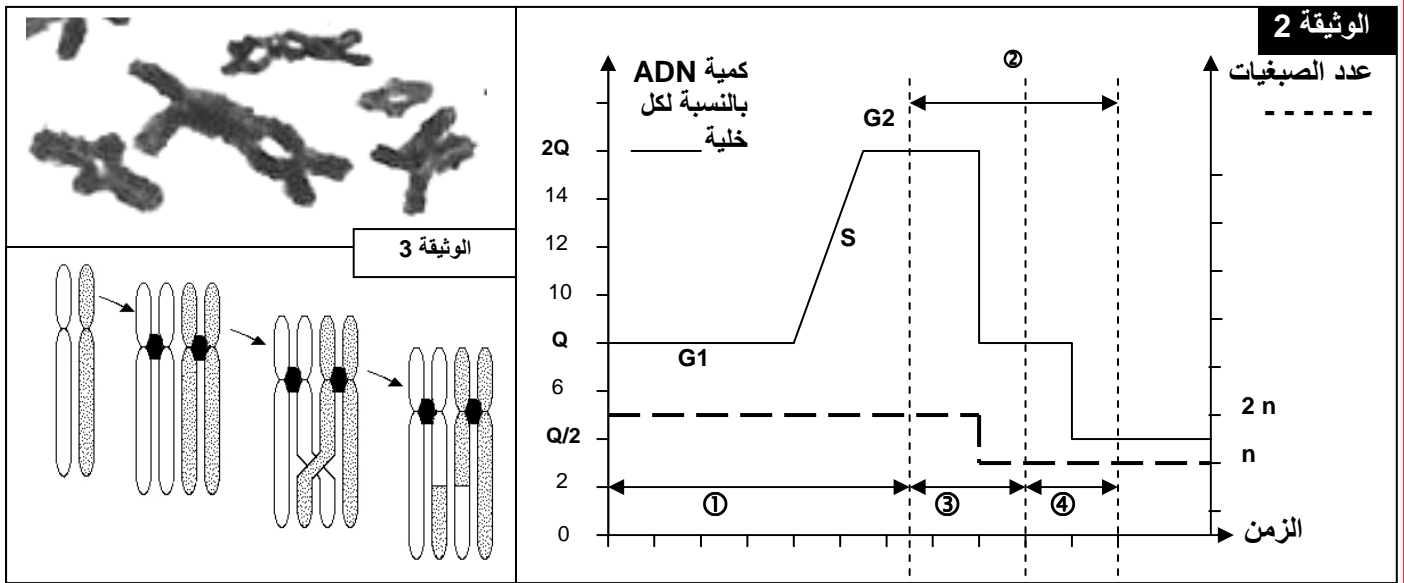 الوثيقة 2
عدد الصبغيات
②
كمية ADN
بالنسبة لكل
خلية
G2
2Q
14
12
S
10
Q
G1
6
2 n
Q/2
n
2
①
③
④
0
الزمن
الوثيقة 3